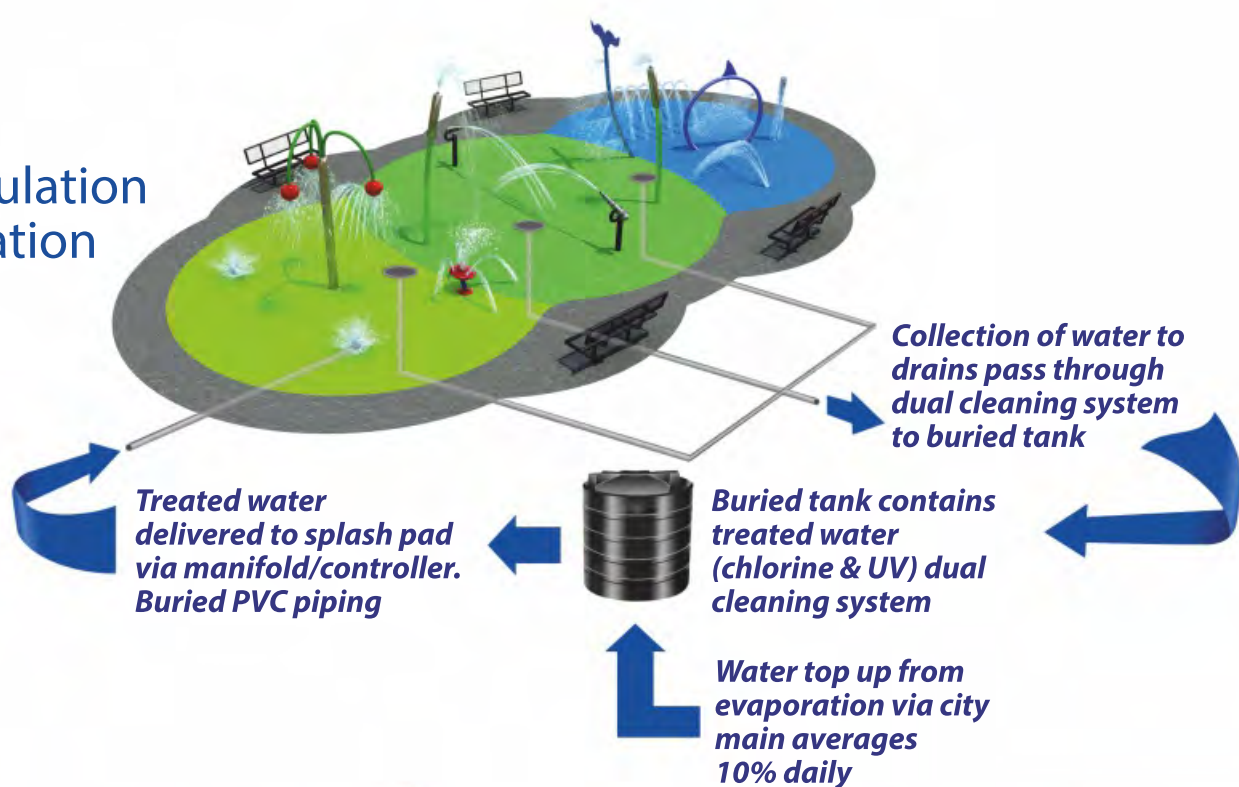 ulation
ation
Collection of water to
drains pass through
dual cleaning system
to buried tank
Treated water
delivered to splash pad
via manifold/controller.
Buried PVC piping
Buried tank contains
treated water
(chlorine & UV) dual
cleaning system
Water top up from
evaporation via city
main averages
10% daily